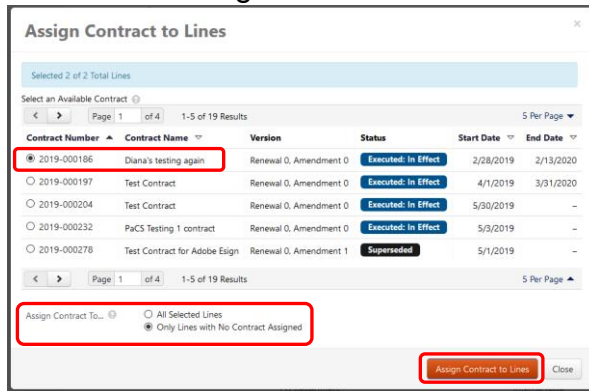 Assign Contract to Lines
×
Selected 2 of 2 Total Lines
Select an Available Contract
< > Page 1 of 4 1-5 of 19 Results 5 Per Page
Contract Number Contract Name Version Status Start Date End Date
2019-000186 Diana's testing again Renewal 0, Amendment 0 Executed: In Effect 2/28/2019 2/13/2020
2019-000197 Test Contract Renewal 0, Amendment 0 Executed: In Effect 4/1/2019 3/31/2020
2019-000204 Test Contract Renewal 0, Amendment 0 Executed: In Effect 5/30/2019 –
2019-000232 PaCS Testing 1 contract Renewal 0, Amendment 0 Executed: In Effect 5/3/2019 –
2019-000278 Test Contract for Adobe Esign Renewal 0, Amendment 1 Superseded 5/1/2019 –
< > Page 1 of 4 1-5 of 19 Results 5 Per Page
Assign Contract To... All Selected Lines
Only Lines with No Contract Assigned
Assign Contract to Lines Close